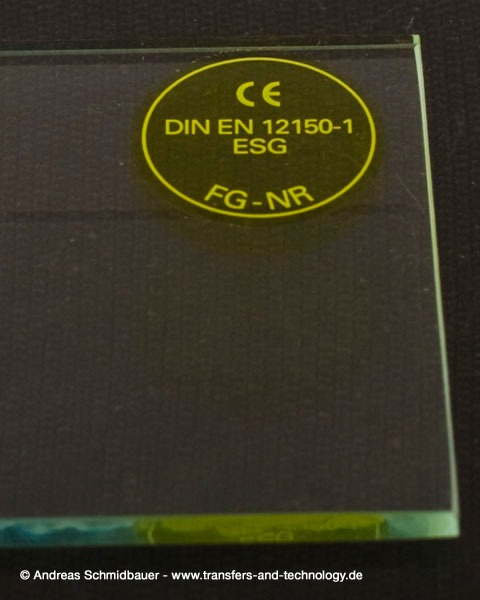 CE
DIN EN 12150-1
ESG
FG-NR
© Andreas Schmidbauer - www.transfers-and-technology.de